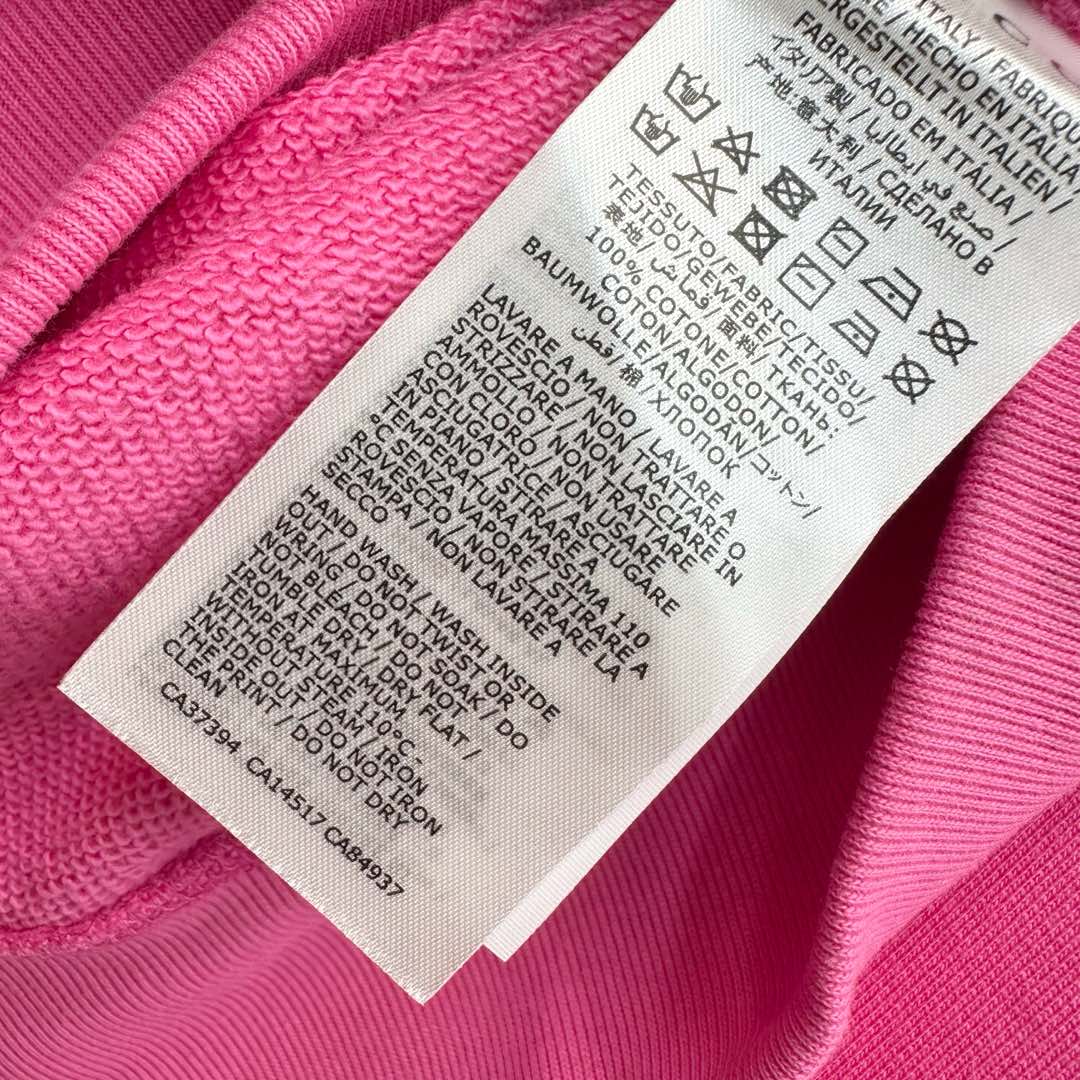 ITALY / FABRIQU
/ HECHO EN ITALIA
ERGESTELLT IN ITALIEN /
FABRICADO EM ITALIA /
イタリア製 / صنع في إيطاليا /
产地:意大利 / СДЕЛАНО В
ИТАЛИИ
TESSUTO/FABRIC/TISSU/
TEJIDO/GEWEBE/TECIDO/
表地/ قماش / 面料/ ТКАНЬ:
100% COTONE/COTTON/
COTON/ALGODON/
BAUMWOLLE/ALGODÁN/コットン/
قطن / 棉 / ХЛОПОК
LAVARE A MANO / LAVARE A
ROVESCIO / NON TRATTARE O
STRIZZARE / NON LASCIARE IN
AMMOLLO / NON TRATTARE
CON CLORO / NON USARE
ASCIUGATRICE / ASCIUGARE
IN PIANO / STIRARE A
TEMPERATURA MASSIMA 110
°C SENZA VAPORE / STIRARE A
ROVESCIO / NON STIRARE LA
STAMPA / NON LAVARE A
SECCO
HAND WASH / WASH INSIDE
OUT / DO NOT TWIST OR
WRING / DO NOT SOAK / DO
NOT BLEACH / DO NOT
TUMBLE DRY / DRY FLAT /
IRON AT MAXIMUM
TEMPERATURE 110°C
WITHOUT STEAM / IRON
INSIDE OUT / DO NOT IRON
THE PRINT / DO NOT DRY
CLEAN
CA37394 CA14517 CA84937